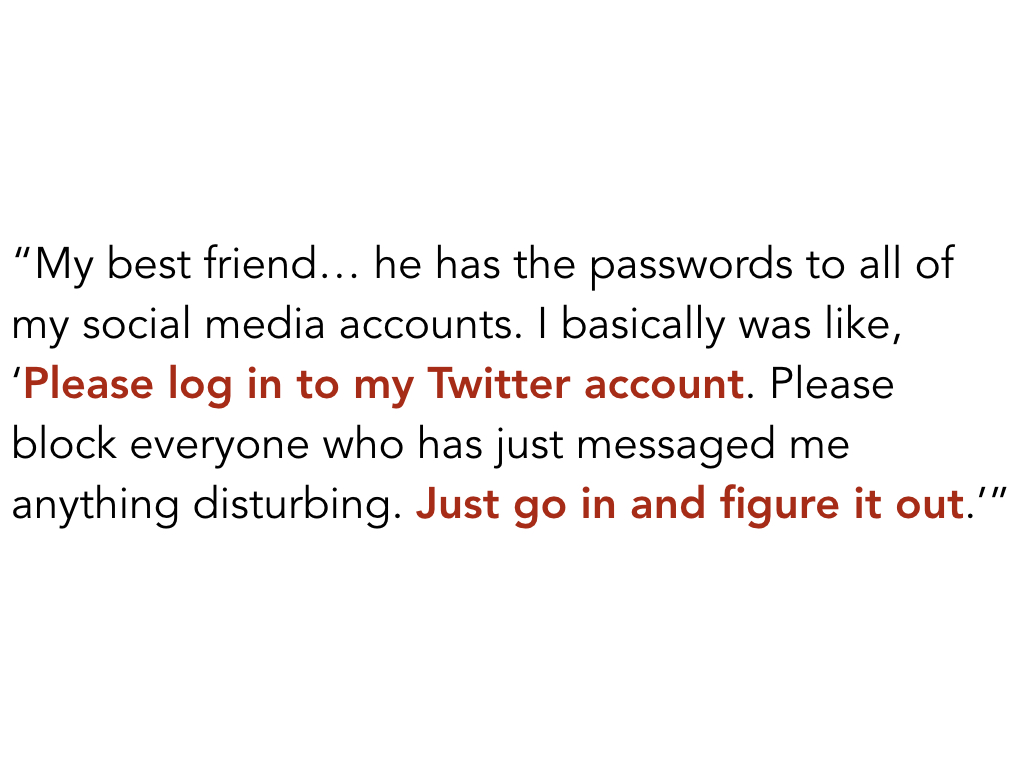 “My best friend… he has the passwords to all of
my social media accounts. I basically was like,
‘Please log in to my Twitter account. Please
block everyone who has just messaged me
anything disturbing. Just go in and figure it out.’”